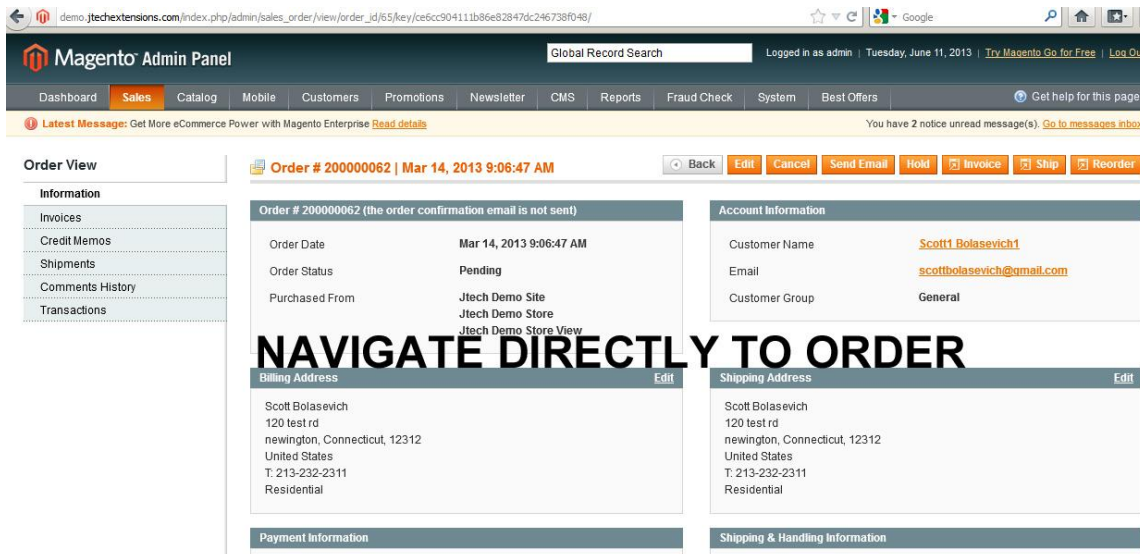 demo.jtechextensions.com/index.php/admin/sales_order/view/order_id/65/key/ce6cc904111b86e82847dc246738f048/
Google
Magento Admin Panel
Global Record Search
Logged in as admin | Tuesday, June 11, 2013 | Try Magento Go for Free | Log Ou
Dashboard Sales Catalog Mobile Customers Promotions Newsletter CMS Reports Fraud Check System Best Offers Get help for this page
Latest Message: Get More eCommerce Power with Magento Enterprise Read details You have 2 notice unread message(s). Go to messages inbox
Order View
Information
Invoices
Credit Memos
Shipments
Comments History
Transactions
Order # 200000062 | Mar 14, 2013 9:06:47 AM
Back Edit Cancel Send Email Hold Invoice Ship Reorder
Order # 200000062 (the order confirmation email is not sent)
Order Date Mar 14, 2013 9:06:47 AM
Order Status Pending
Purchased From Jtech Demo Site
Jtech Demo Store
Jtech Demo Store View
Account Information
Customer Name Scott1 Bolasevich1
Email scottbolasevich@gmail.com
Customer Group General
NAVIGATE DIRECTLY TO ORDER
Billing Address Edit
Scott Bolasevich
120 test rd
newington, Connecticut, 12312
United States
T: 213-232-2311
Residential
Shipping Address Edit
Scott Bolasevich
120 test rd
newington, Connecticut, 12312
United States
T: 213-232-2311
Residential
Payment Information
Shipping & Handling Information